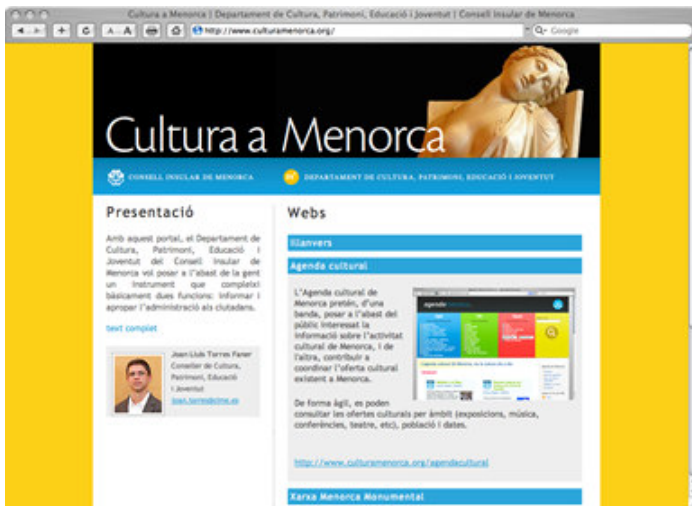 Cultura a Menorca | Departament de Cultura, Patrimoni, Educació i Joventut | Consell Insular de Menorca
A A
http://www.culturamenorca.org/
Google
Cultura a Menorca
CONSELL INSULAR DE MENORCA
DEPARTAMENT DE CULTURA, PATRIMONI, EDUCACIÓ I JOVENTUT
Presentació
Amb aquest portal, el Departament de
Cultura, Patrimoni, Educació i
Joventut del Consell Insular de
Menorca vol posar a l'abast de la gent
un instrument que compleixi
bàsicament dues funcions: informar i
apropar l'administració als ciutadans.
text complet
Joan Lluís Torres Faner
Conseller de Cultura,
Patrimoni, Educació
i Joventut
joan.torres@cime.es
Webs
Illanvers
Agenda cultural
L'Agenda cultural de
Menorca pretén, d'una
banda, posar a l'abast del
públic interessat la
informació sobre l'activitat
cultural de Menorca, i de
l'altra, contribuir a
coordinar l'oferta cultural
existent a Menorca.
agenda
De forma àgil, es poden
consultar les ofertes culturals per àmbit (exposicions, música,
conferències, teatre, etc), població i dates.
http://www.culturamenorca.org/agendacultural
Xarxa Menorca Monumental